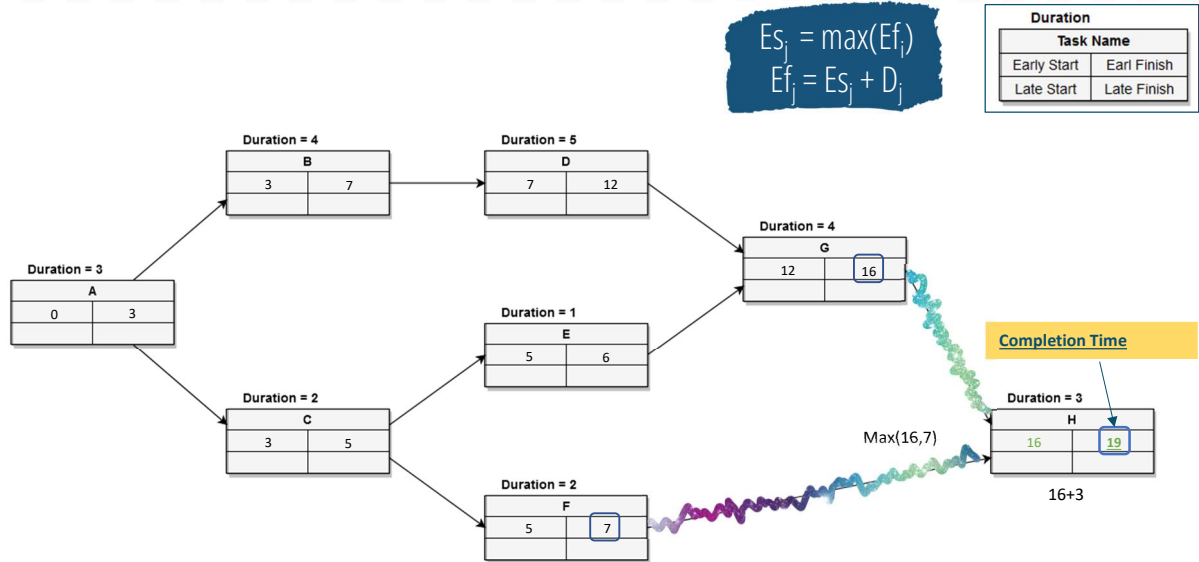 Es_j = max(Ef_i)
Ef_j = Es_j + D_j
Duration
Task Name
Early Start Earl Finish
Late Start Late Finish
Duration = 4
B
3 7
Duration = 5
D
7 12
Duration = 4
G
12 16
Duration = 3
A
0 3
Duration = 1
E
5 6
Completion Time
Duration = 2
C
3 5
Duration = 3
H
16 19
Max(16,7)
16+3
Duration = 2
F
5 7